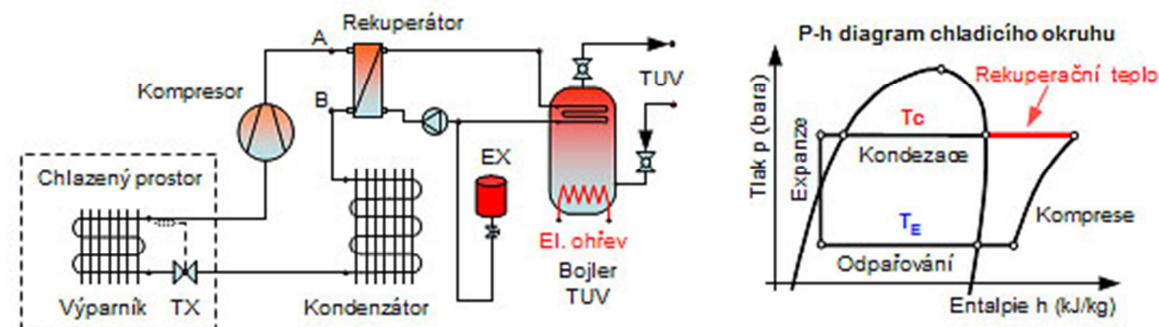 A
Rekuperátor
Kompresor
B
TUV
EX
Chlazený prostor
El. ohřev
Bojler
TUV
Výparník
TX
Kondenzátor
P-h diagram chladicího okruhu
Rekuperační teplo
Tlak p (bara)
Expanze
Tc
Kondezace
Komprese
TE
Odpařování
Entalpie h (kJ/kg)